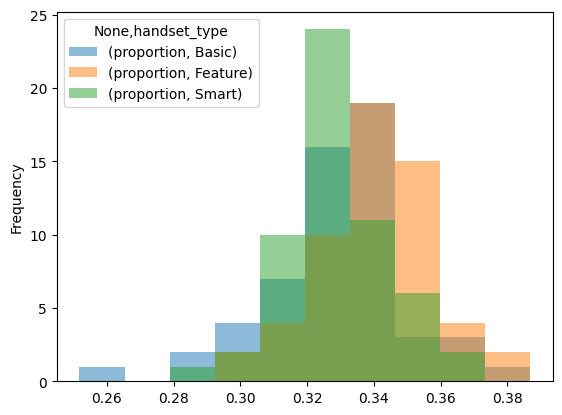 None,handset_type
(proportion, Basic)
(proportion, Feature)
(proportion, Smart)
Frequency
25
20
15
10
5
0
0.26 0.28 0.30 0.32 0.34 0.36 0.38